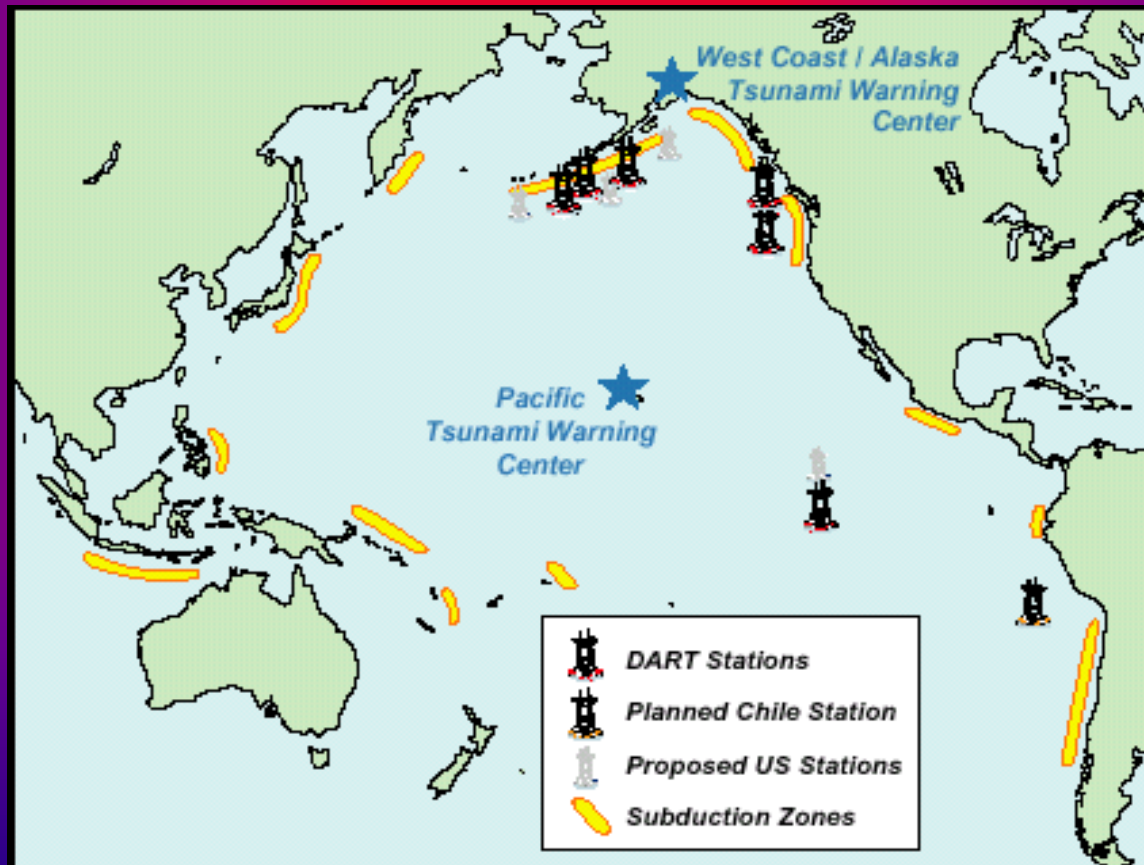 West Coast / Alaska
Tsunami Warning
Center
Pacific
Tsunami Warning
Center
DART Stations
Planned Chile Station
Proposed US Stations
Subduction Zones